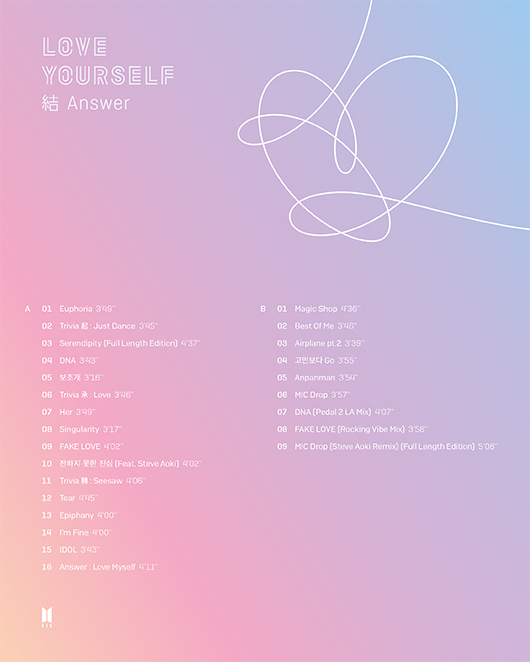 LOVE
YOURSELF
結 Answer
A 01 Euphoria 3'49"
02 Trivia 起 : Just Dance 3'45"
03 Serendipity (Full Length Edition) 4'37"
04 DNA 3'43"
05 보조개 3'16"
06 Trivia 承 : Love 3'46"
07 Her 3'49"
08 Singularity 3'17"
09 FAKE LOVE 4'02"
10 전하지 못한 진심 (Feat. Steve Aoki) 4'02"
11 Trivia 轉 : Seesaw 4'06"
12 Tear 4'45"
13 Epiphany 4'00"
14 I'm Fine 4'00"
15 IDOL 3'43"
16 Answer : Love Myself 4'11"
B 01 Magic Shop 4'36"
02 Best Of Me 3'48"
03 Airplane pt.2 3'39"
04 고민보다 Go 3'55"
05 Anpanman 3'54"
06 MIC Drop 3'57"
07 DNA (Pedal 2 LA Mix) 4'07"
08 FAKE LOVE (Rocking Vibe Mix) 3'58"
09 MIC Drop (Steve Aoki Remix) (Full Length Edition) 5'08"
BTS